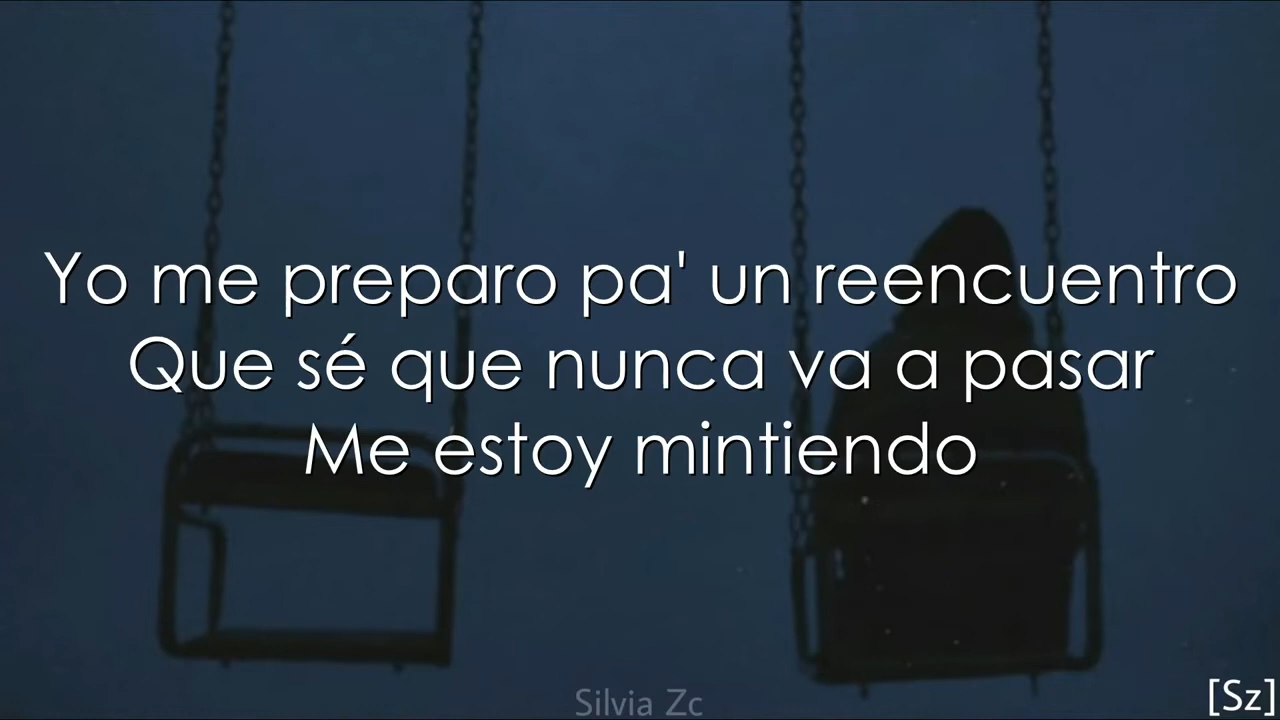 Yo me preparo pa' un reencuentro
Que sé que nunca va a pasar
Me estoy mintiendo
Silvia Zc
[Sz]